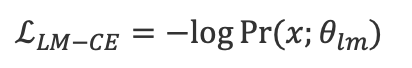 ℒ_{LM−CE} = −log Pr(x; θ_{lm})